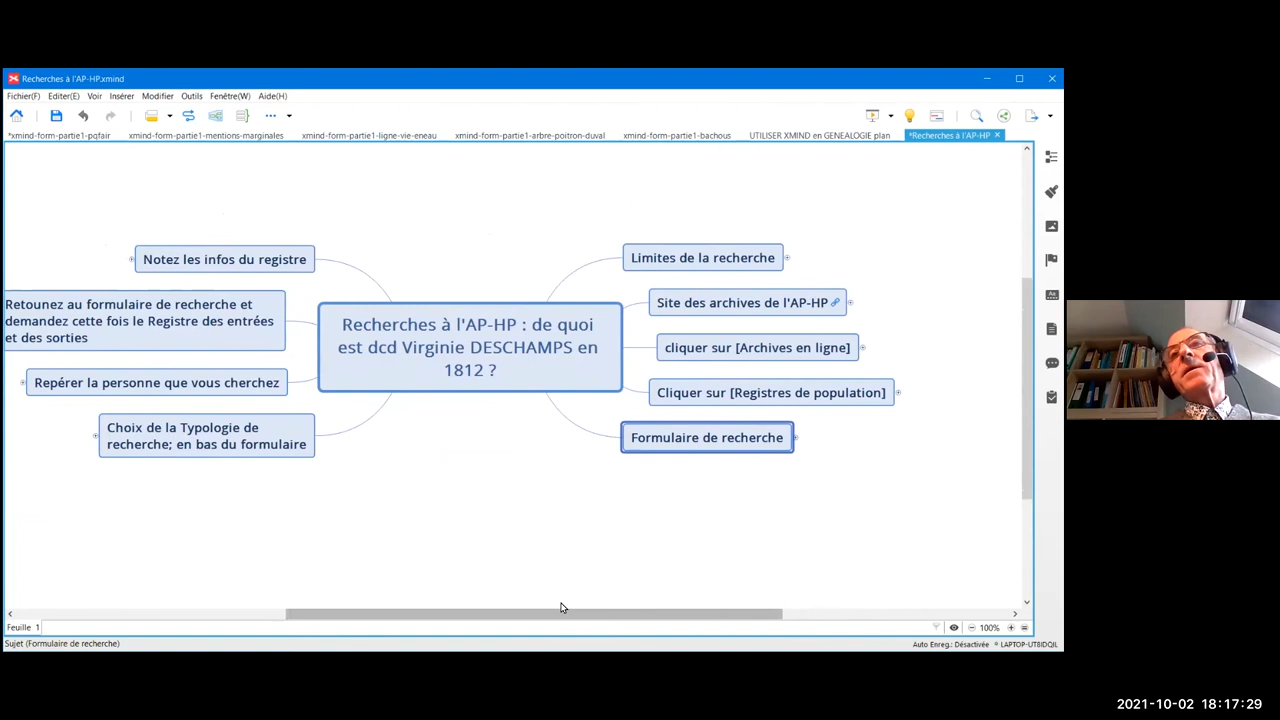 Recherches à l'AP-HP.xmind
Fichier(F) Editer(E) Voir Insérer Modifier Outils Fenêtre(W) Aide(H)
*xmind-form-partie1-pqfair xmind-form-partie1-mentions-marginales xmind-form-partie1-ligne-vie-eneau xmind-form-partie1-arbre-poitron-duval xmind-form-partie1-bachous UTILISER XMIND en GENEALOGIE plan *Recherches à l'AP-HP
Notez les infos du registre
Retounez au formulaire de recherche et
demandez cette fois le Registre des entrées
et des sorties
Repérer la personne que vous cherchez
Choix de la Typologie de
recherche; en bas du formulaire
Recherches à l'AP-HP : de quoi
est dcd Virginie DESCHAMPS en
1812 ?
Limites de la recherche
Site des archives de l'AP-HP
cliquer sur [Archives en ligne]
Cliquer sur [Registres de population]
Formulaire de recherche
Feuille 1
100%
Sujet (Formulaire de recherche)
Auto Enreg.: Désactivée * LAPTOP-UT8IDQIL
2021-10-02 18:17:29